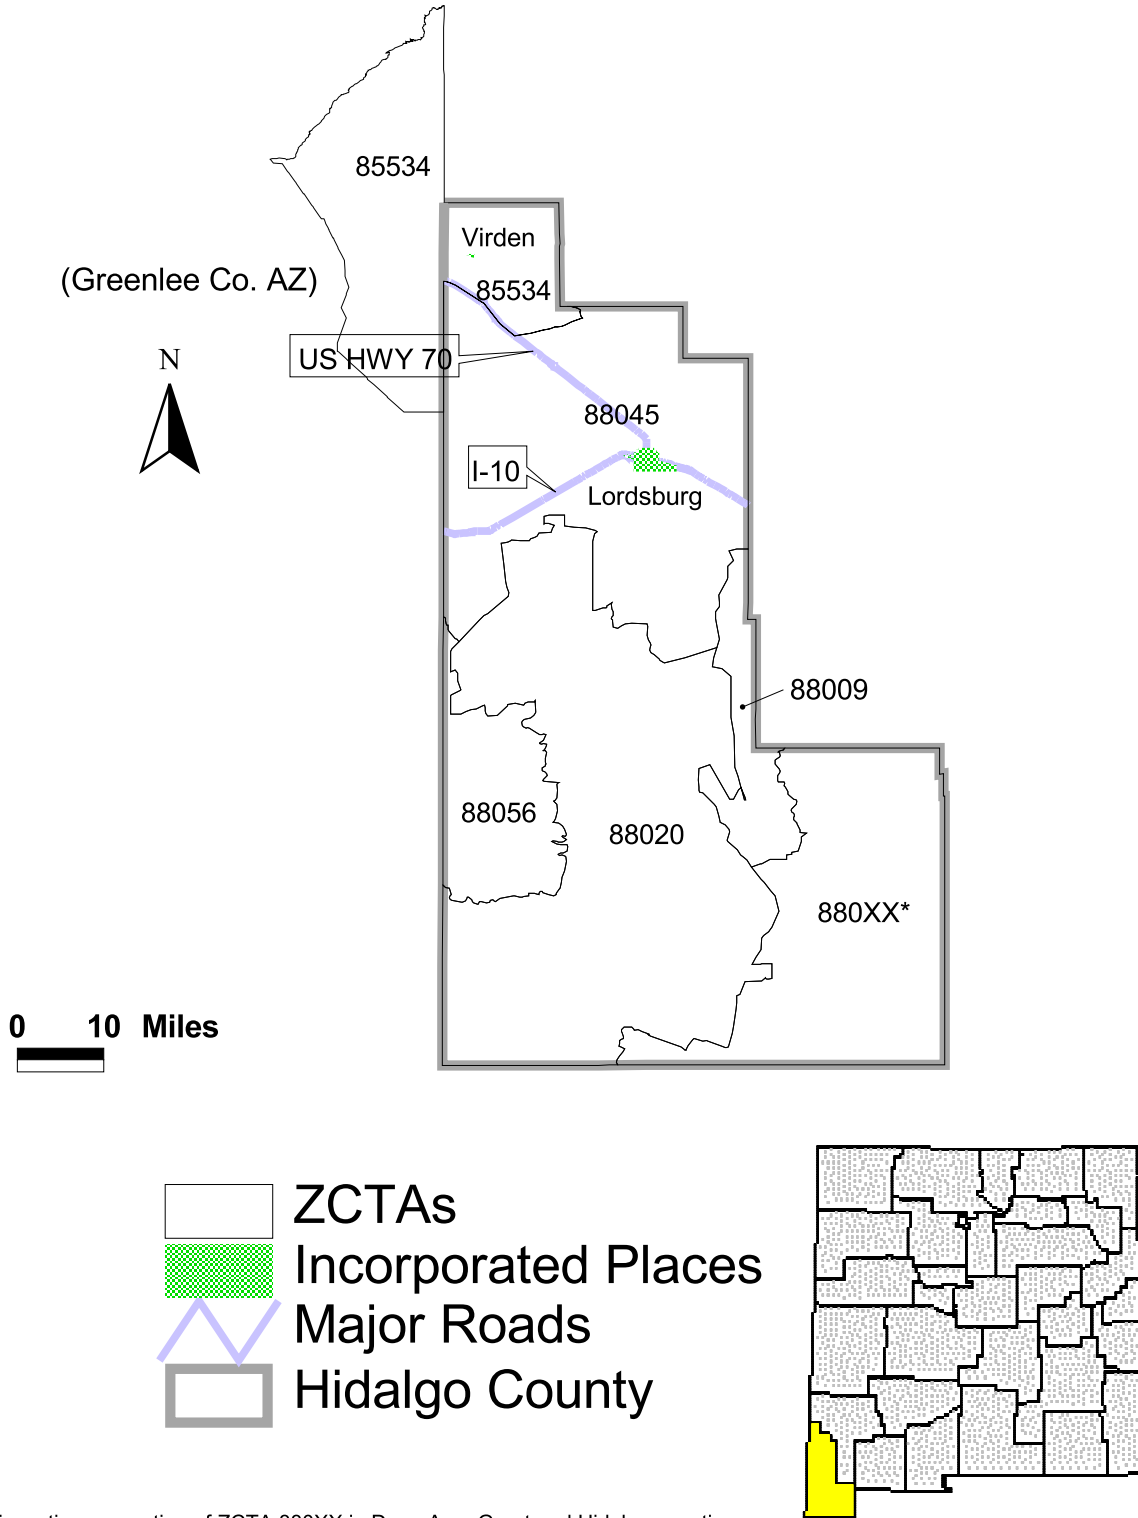 85534
Virden
(Greenlee Co. AZ)
85534
N
US HWY 70
88045
I-10
Lordsburg
88009
88056
88020
880XX*
0 10 Miles
ZCTAs
Incorporated Places
Major Roads
Hidalgo County